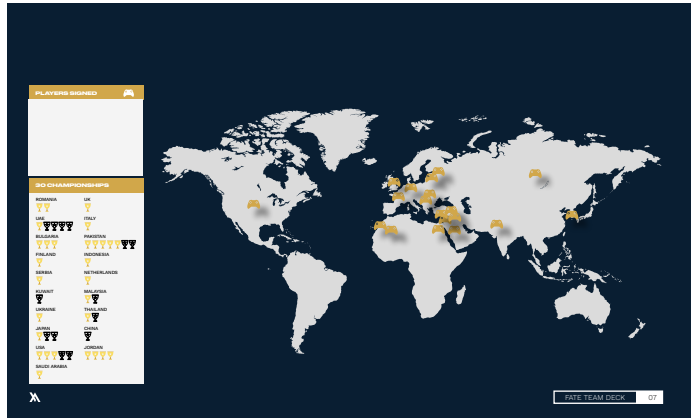 PLAYERS SIGNED
30 CHAMPIONSHIPS
ROMANIA UK
UAE ITALY
BULGARIA PAKISTAN
FINLAND INDONESIA
SERBIA NETHERLANDS
KUWAIT MALAYSIA
UKRAINE THAILAND
JAPAN CHINA
USA JORDAN
SAUDI ARABIA
FATE TEAM DECK 07